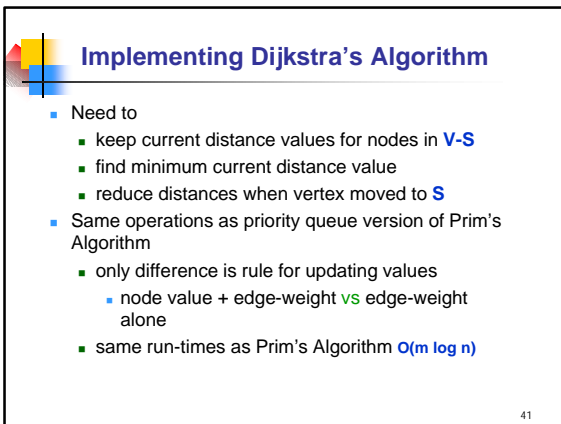 Implementing Dijkstra's Algorithm
Need to
keep current distance values for nodes in V-S
find minimum current distance value
reduce distances when vertex moved to S
Same operations as priority queue version of Prim's
Algorithm
only difference is rule for updating values
node value + edge-weight vs edge-weight
alone
same run-times as Prim's Algorithm O(m log n)
41